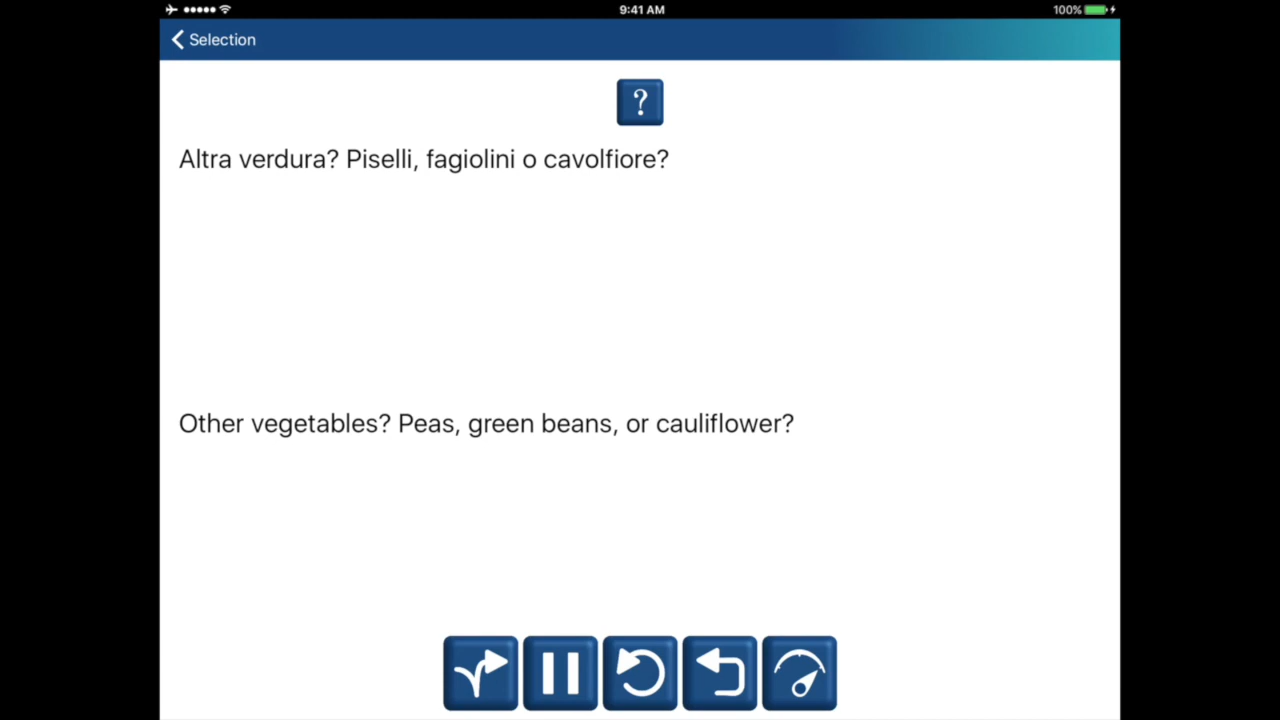 9:41 AM
100%
Selection
?
Altra verdura? Piselli, fagiolini o cavolfiore?
Other vegetables? Peas, green beans, or cauliflower?